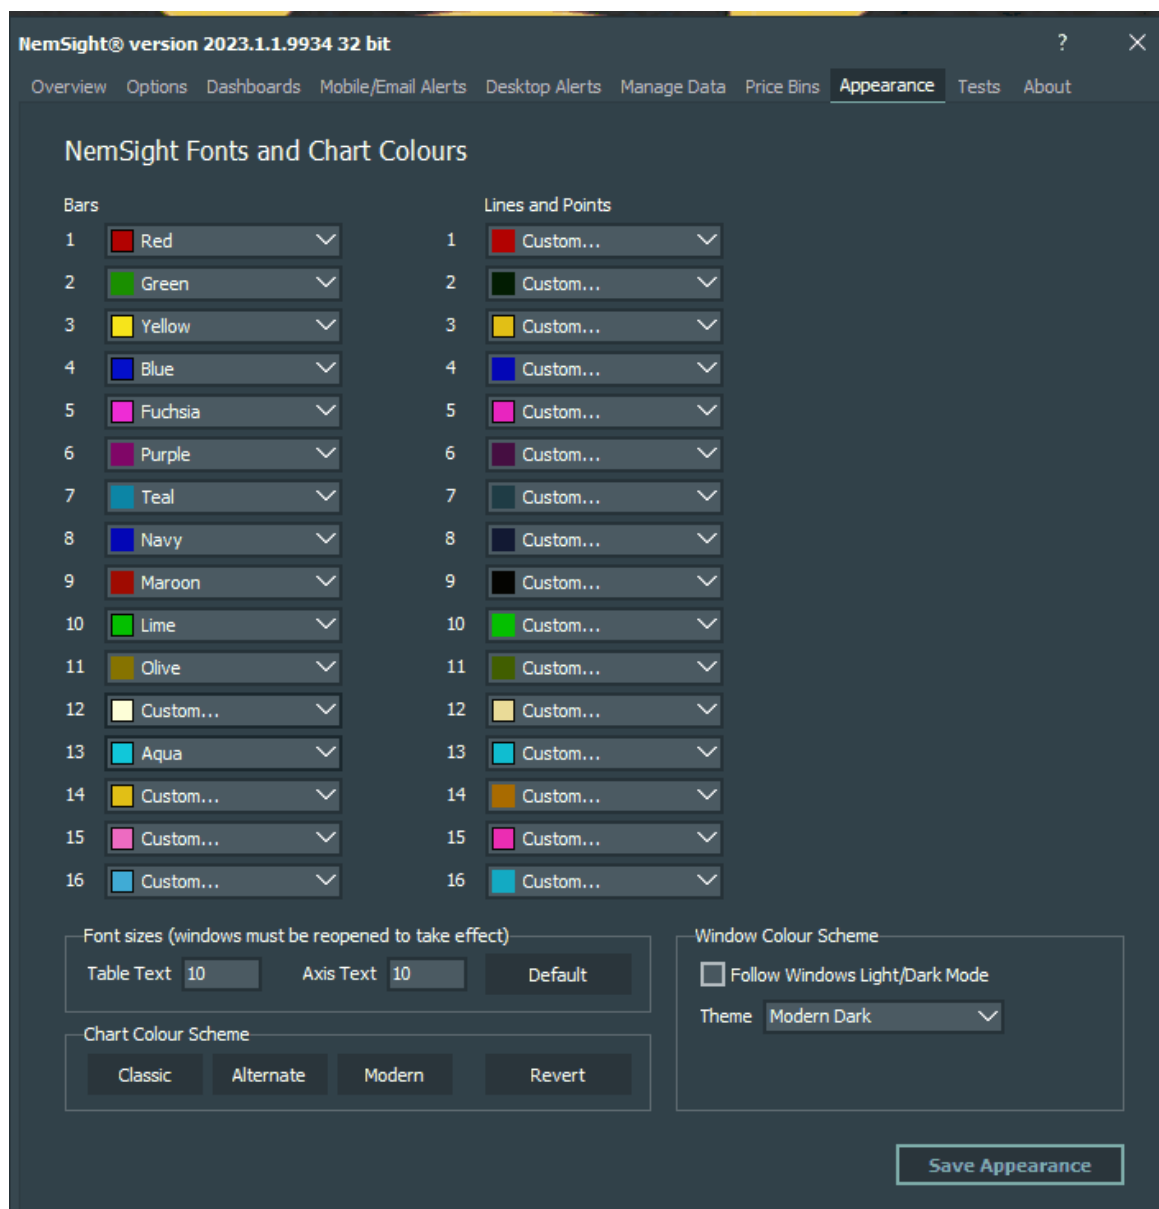 NemSight® version 2023.1.1.9934 32 bit ?
Overview Options Dashboards Mobile/Email Alerts Desktop Alerts Manage Data Price Bins Appearance Tests About
NemSight Fonts and Chart Colours
Bars Lines and Points
1 Red 1 Custom...
2 Green 2 Custom...
3 Yellow 3 Custom...
4 Blue 4 Custom...
5 Fuchsia 5 Custom...
6 Purple 6 Custom...
7 Teal 7 Custom...
8 Navy 8 Custom...
9 Maroon 9 Custom...
10 Lime 10 Custom...
11 Olive 11 Custom...
12 Custom... 12 Custom...
13 Aqua 13 Custom...
14 Custom... 14 Custom...
15 Custom... 15 Custom...
16 Custom... 16 Custom...
Font sizes (windows must be reopened to take effect) Window Colour Scheme
Table Text 10 Axis Text 10 Default Follow Windows Light/Dark Mode
Theme Modern Dark
Chart Colour Scheme
Classic Alternate Modern Revert
Save Appearance